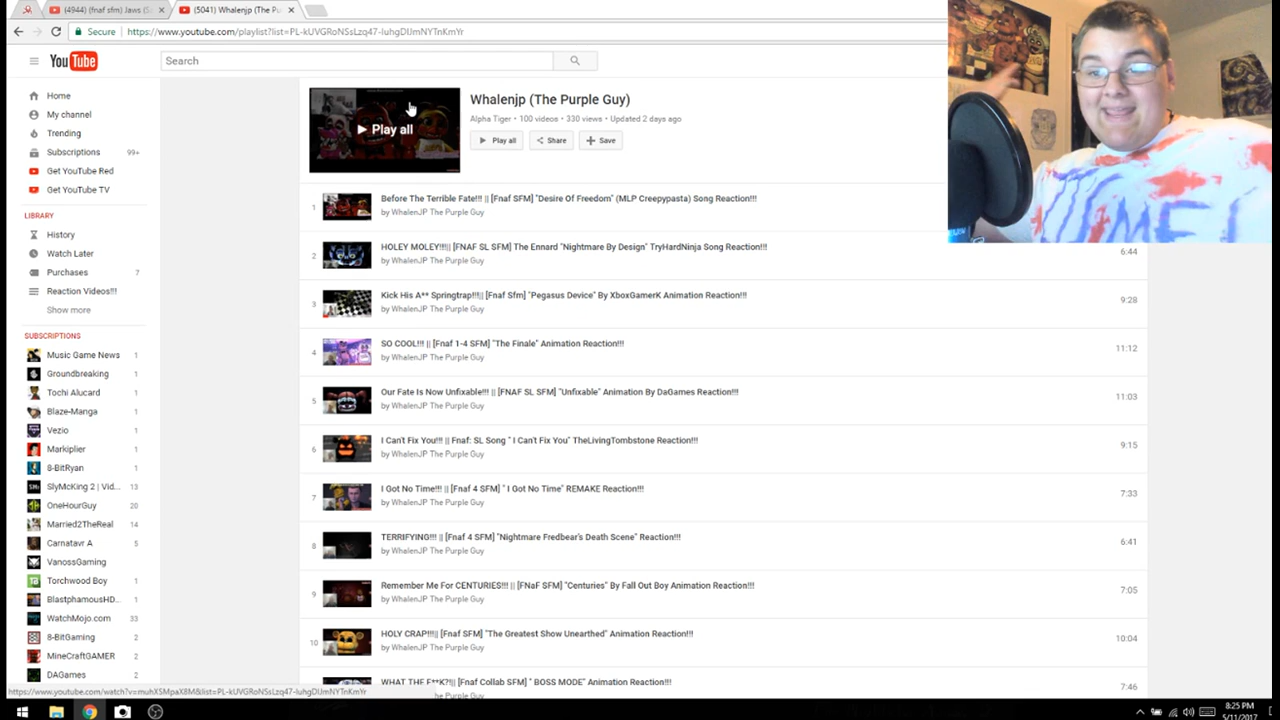 (4944) (fnaf sfm) Jaws (S
(5041) Whalenjp (The Pur
Secure
https://www.youtube.com/playlist?list=PL-kUVGRoNSsLzq47-luhgDlJmNYTnKmYr
YouTube
Search
Home
My channel
Trending
Subscriptions 99+
Get YouTube Red
Get YouTube TV
LIBRARY
History
Watch Later
Purchases 7
Reaction Videos!!!
Show more
SUBSCRIPTIONS
Music Game News 1
Groundbreaking 1
Tochi Alucard 1
Blaze-Manga 1
Vezio 1
Markiplier 1
8-BitRyan 1
SlyMcKing 2 | Vid... 13
OneHourGuy 20
Married2TheReal 14
Carnatavr A 5
VanossGaming
Torchwood Boy 1
BlastphamousHD... 1
WatchMojo.com 33
8-BitGaming 2
MineCraftGAMER 2
DAGames 2
Play all
Whalenjp (The Purple Guy)
Alpha Tiger • 100 videos • 330 views • Updated 2 days ago
Play all
Share
Save
1 Before The Terrible Fate!!! || [Fnaf SFM] "Desire Of Freedom" (MLP Creepypasta) Song Reaction!!!
by WhalenJP The Purple Guy
2 HOLEY MOLEY!!!|| [FNAF SL SFM] The Ennard "Nightmare By Design" TryHardNinja Song Reaction!!!
by WhalenJP The Purple Guy
6:44
3 Kick His A** Springtrap!!!|| [Fnaf Sfm] "Pegasus Device" By XboxGamerK Animation Reaction!!!
by WhalenJP The Purple Guy
9:28
4 SO COOL!!! || [Fnaf 1-4 SFM] "The Finale" Animation Reaction!!!
by WhalenJP The Purple Guy
11:12
5 Our Fate Is Now Unfixable!!! || [FNAF SL SFM] "Unfixable" Animation By DaGames Reaction!!!
by WhalenJP The Purple Guy
11:03
6 I Can't Fix You!!! || Fnaf: SL Song " I Can't Fix You" TheLivingTombstone Reaction!!!
by WhalenJP The Purple Guy
9:15
7 I Got No Time!!! || [Fnaf 4 SFM] " I Got No Time" REMAKE Reaction!!!
by WhalenJP The Purple Guy
7:33
8 TERRIFYING!!! || [Fnaf 4 SFM] "Nightmare Fredbear's Death Scene" Reaction!!!
by WhalenJP The Purple Guy
6:41
9 Remember Me For CENTURIES!!! || [FNaF SFM] "Centuries" By Fall Out Boy Animation Reaction!!!
by WhalenJP The Purple Guy
7:05
10 HOLY CRAP!!!|| [Fnaf SFM] "The Greatest Show Unearthed" Animation Reaction!!!
by WhalenJP The Purple Guy
10:04
WHAT THE F**K?!|| [Fnaf Collab SFM] " BOSS MODE" Animation Reaction!!!
the Purple Guy
7:46
https://www.youtube.com/watch?v=muhXSMpaX8M&list=PL-kUVGRoNSsLzq47-luhgDlJmNYTnKmYr
8:25 PM
5/11/2017